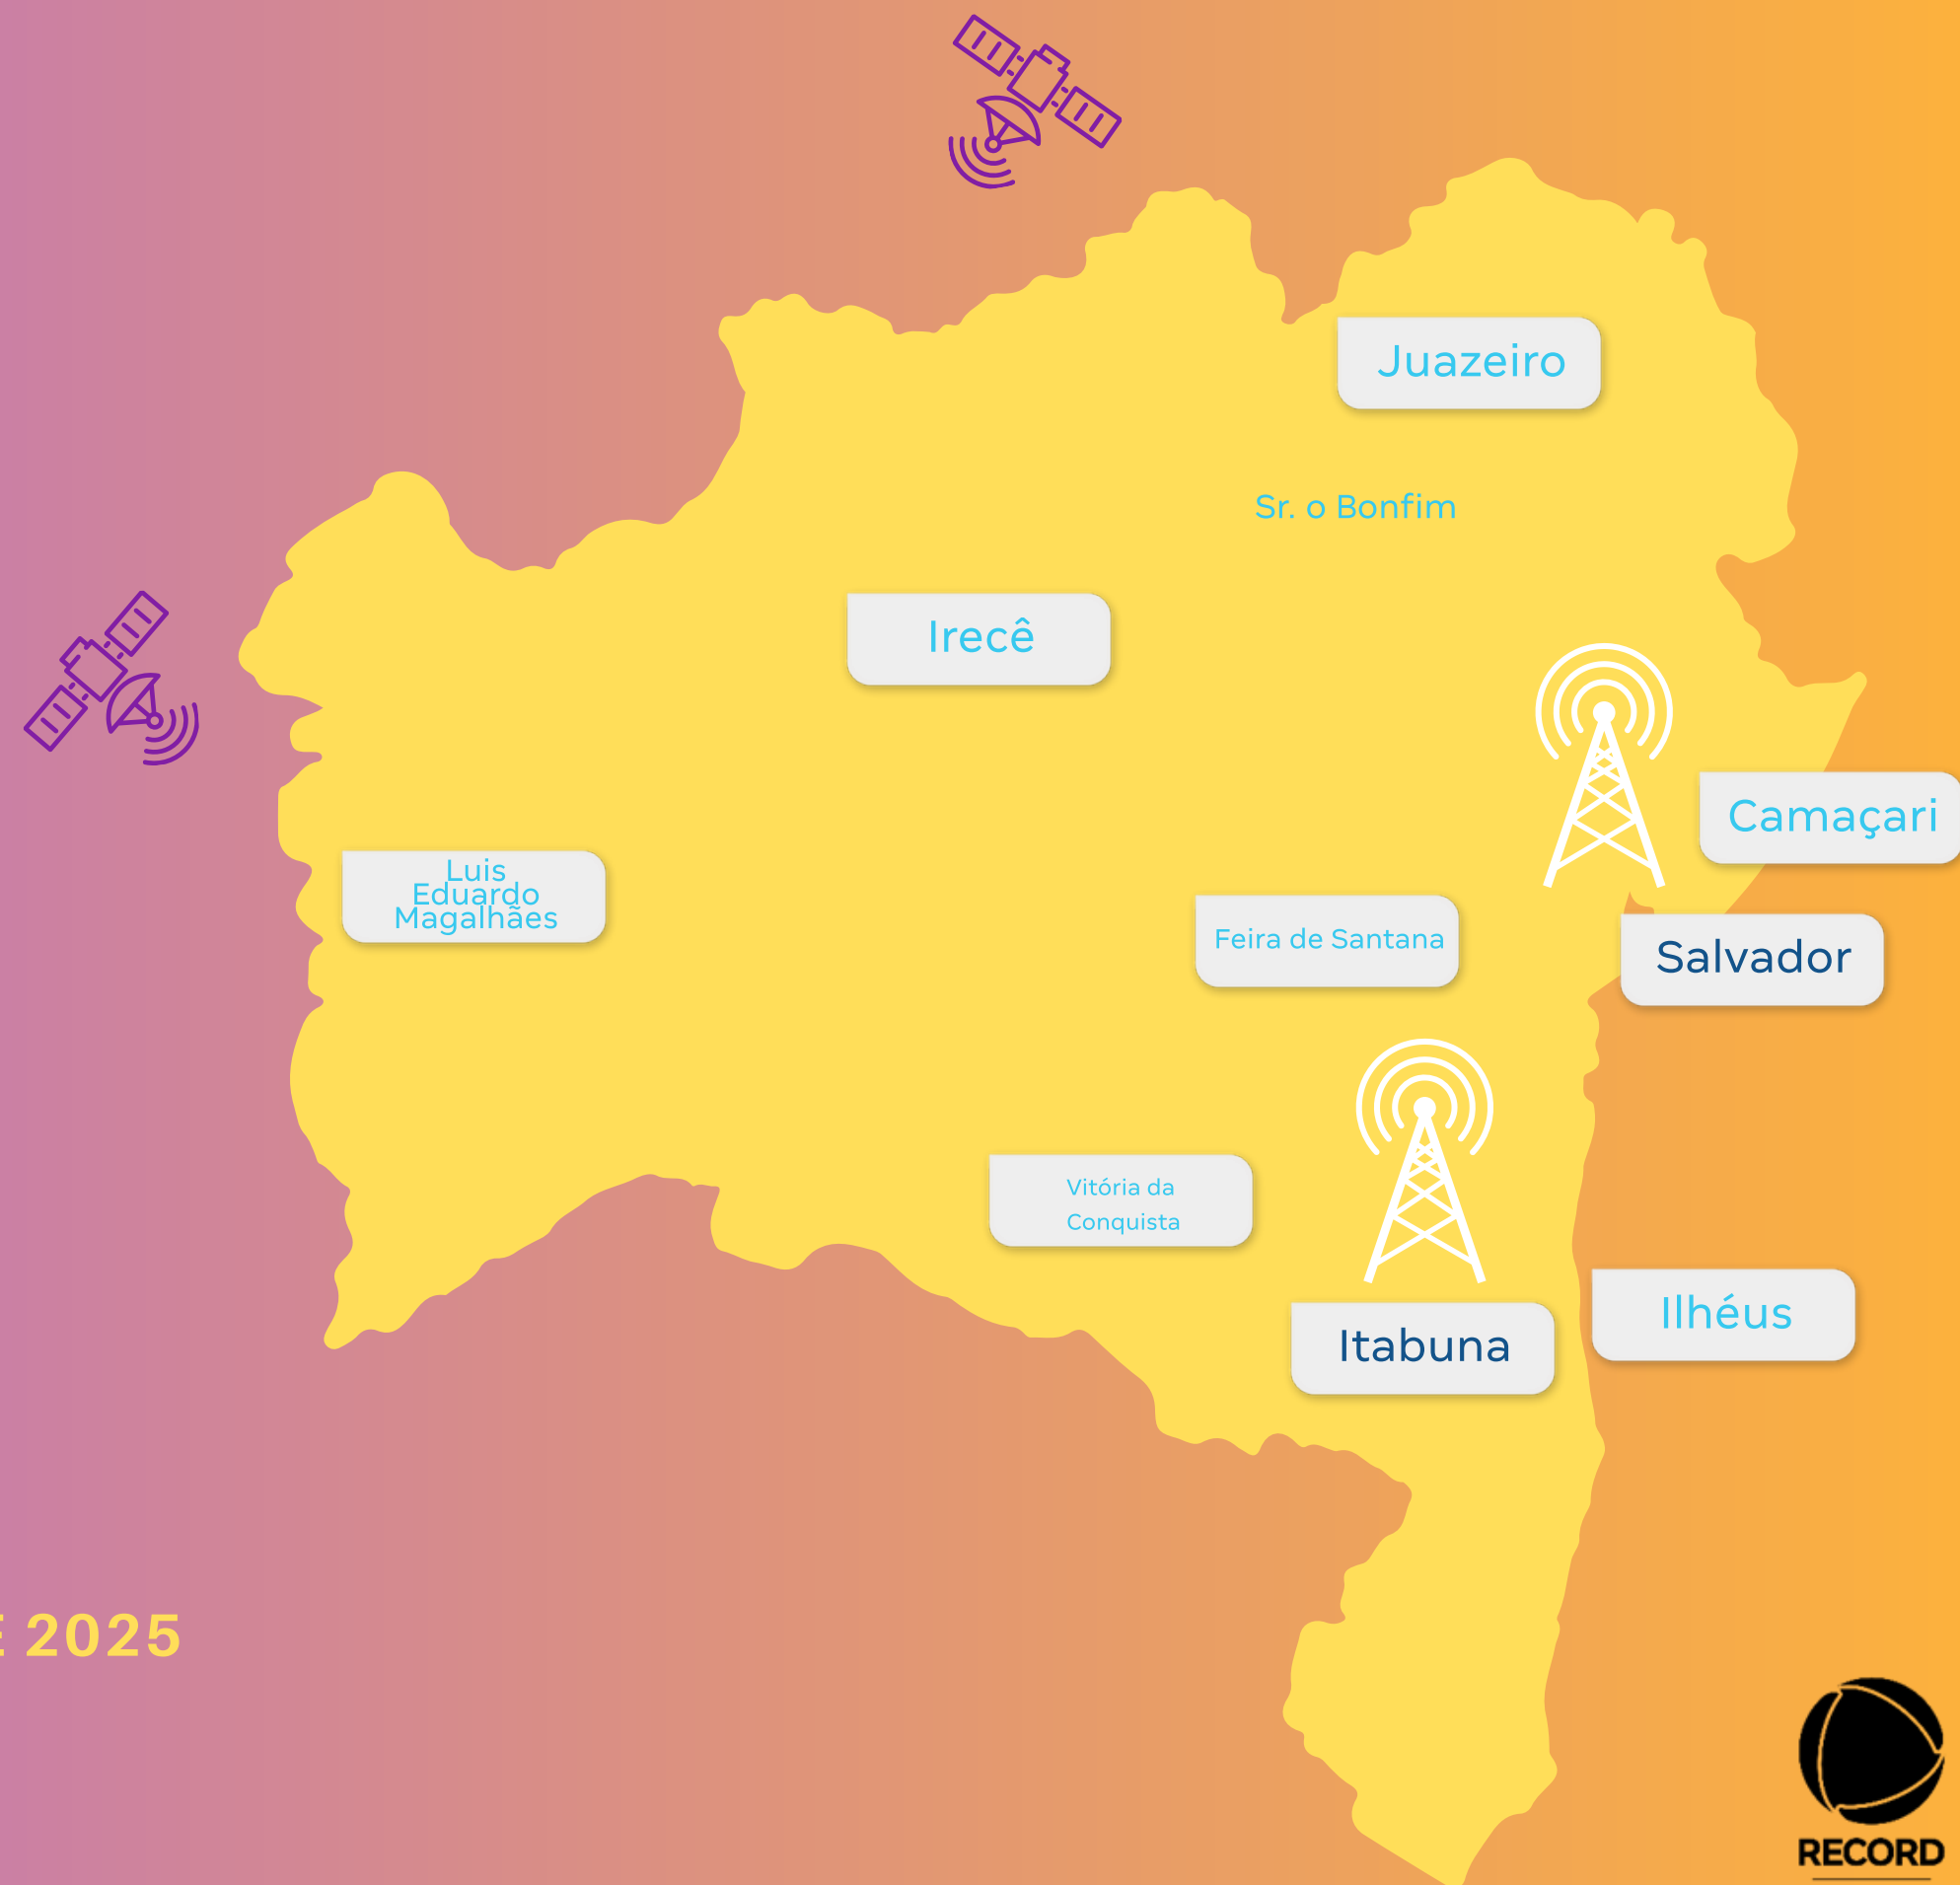 Juazeiro
Sr. o Bonfim
Irecê
Camaçari
Luis
Eduardo
Magalhães
Feira de Santana
Salvador
Vitória da
Conquista
Ilhéus
Itabuna
2025
RECORD